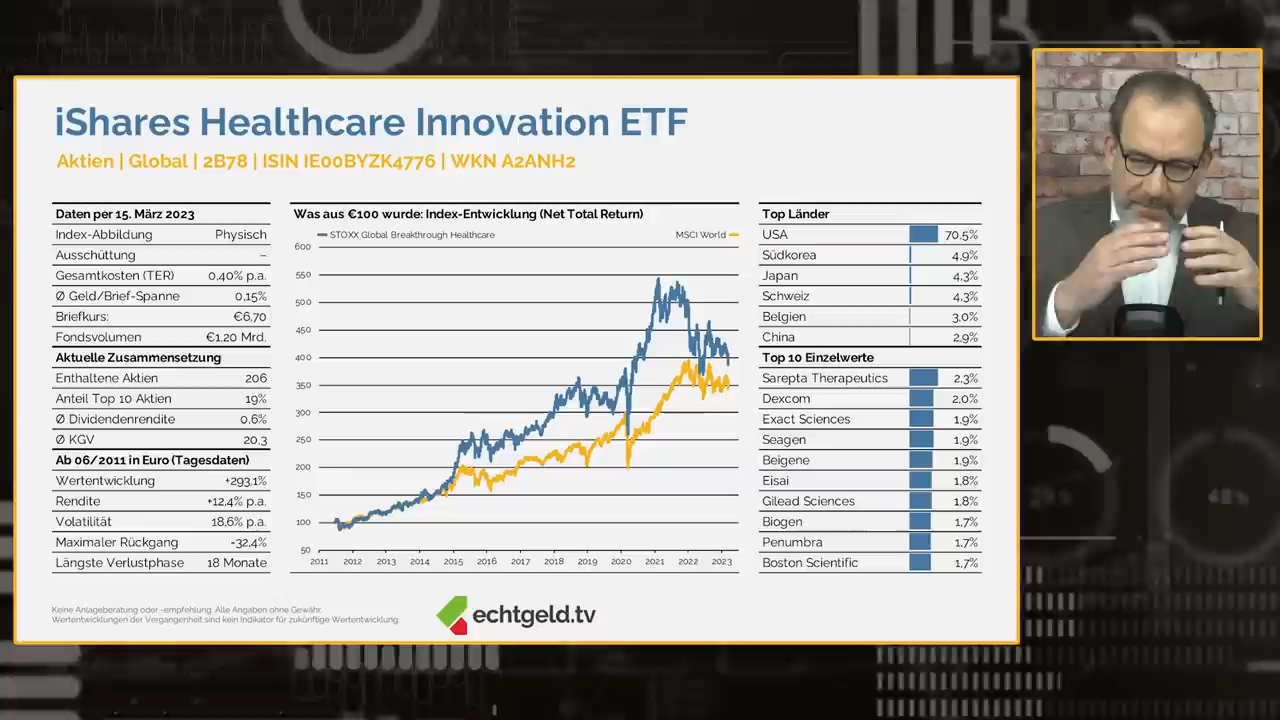 iShares Healthcare Innovation ETF
Aktien | Global | 2B78 | ISIN IE00BYZK4776 | WKN A2ANH2
Daten per 15. März 2023
Index-Abbildung Physisch
Ausschüttung –
Gesamtkosten (TER) 0,40% p.a.
Ø Geld/Brief-Spanne 0,15%
Briefkurs: €6,70
Fondsvolumen €1,20 Mrd.
Aktuelle Zusammensetzung
Enthaltene Aktien 206
Anteil Top 10 Aktien 19%
Ø Dividendenrendite 0.6%
Ø KGV 20,3
Ab 06/2011 in Euro (Tagesdaten)
Wertentwicklung +293,1%
Rendite +12,4% p.a.
Volatilität 18,6% p.a.
Maximaler Rückgang -32,4%
Längste Verlustphase 18 Monate
Was aus €100 wurde: Index-Entwicklung (Net Total Return)
STOXX Global Breakthrough Healthcare MSCI World
600
550
500
450
400
350
300
250
200
150
100
50
2011 2012 2013 2014 2015 2016 2017 2018 2019 2020 2021 2022 2023
Top Länder
USA 70.5%
Südkorea 4.9%
Japan 4,3%
Schweiz 4,3%
Belgien 3.0%
China 2.9%
Top 10 Einzelwerte
Sarepta Therapeutics 2,3%
Dexcom 2,0%
Exact Sciences 1.9%
Seagen 1.9%
Beigene 1.9%
Eisai 1,8%
Gilead Sciences 1,8%
Biogen 1,7%
Penumbra 1,7%
Boston Scientific 1,7%
Keine Anlageberatung oder -empfehlung. Alle Angaben ohne Gewähr.
Wertentwicklungen der Vergangenheit sind kein Indikator für zukünftige Wertentwicklung.
echtgeld.tv